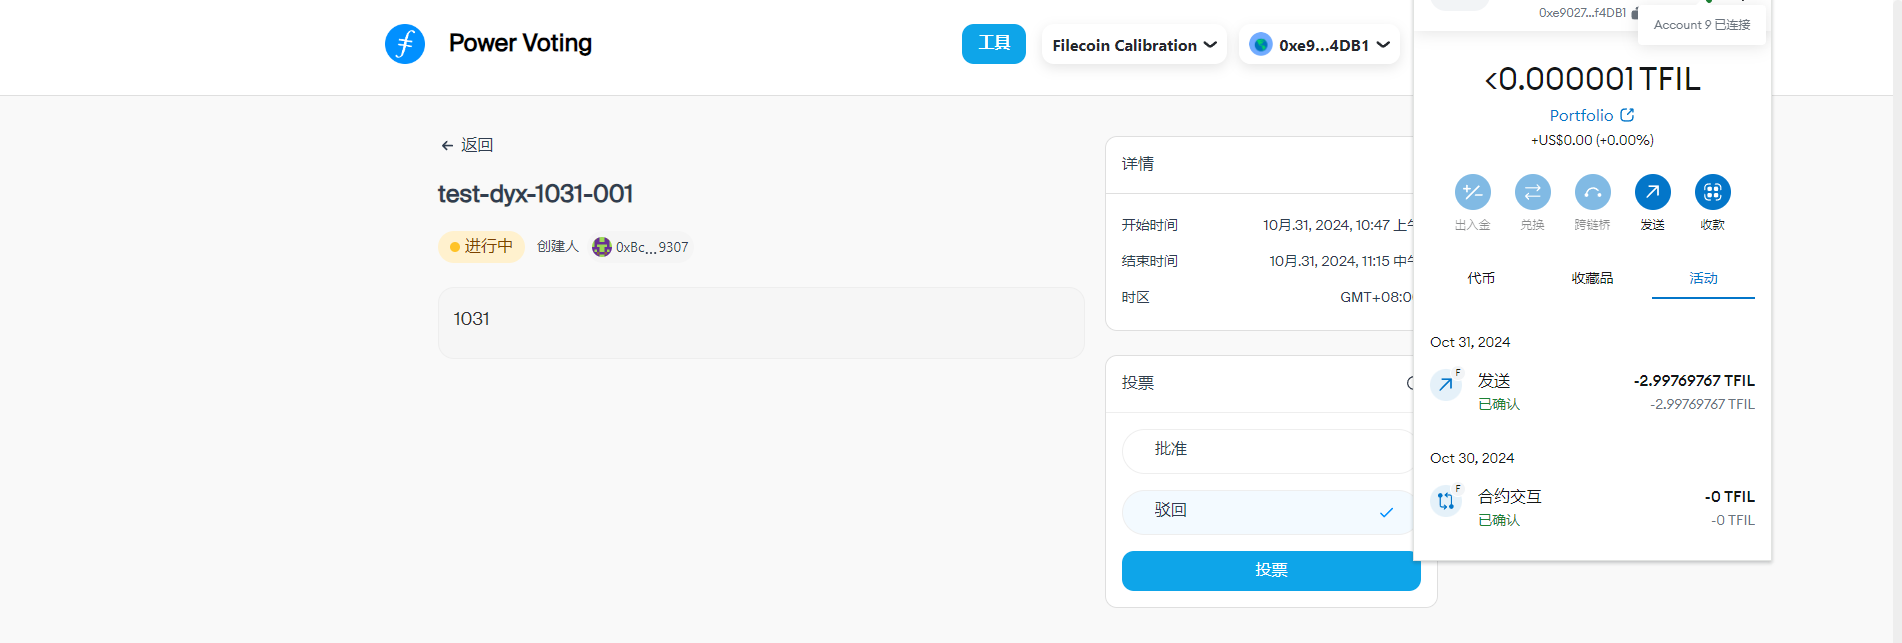 Power Voting
工具
Filecoin Calibration
0xe9...4DB1
返回
test-dyx-1031-001
进行中
创建人
0xBc...9307
1031
详情
开始时间
10月.31, 2024, 10:47
结束时间
10月.31, 2024, 11:15
时区
GMT+08:0
投票
批准
驳回
投票
0xe9027...f4DB1
Account 9 已连接
<0.000001 TFIL
Portfolio
+US$0.00 (+0.00%)
出入金
兑换
跨链桥
发送
收款
代币
收藏品
活动
Oct 31, 2024
F
发送
-2.99769767 TFIL
已确认
-2.99769767 TFIL
Oct 30, 2024
F
合约交互
-0 TFIL
已确认
-0 TFIL